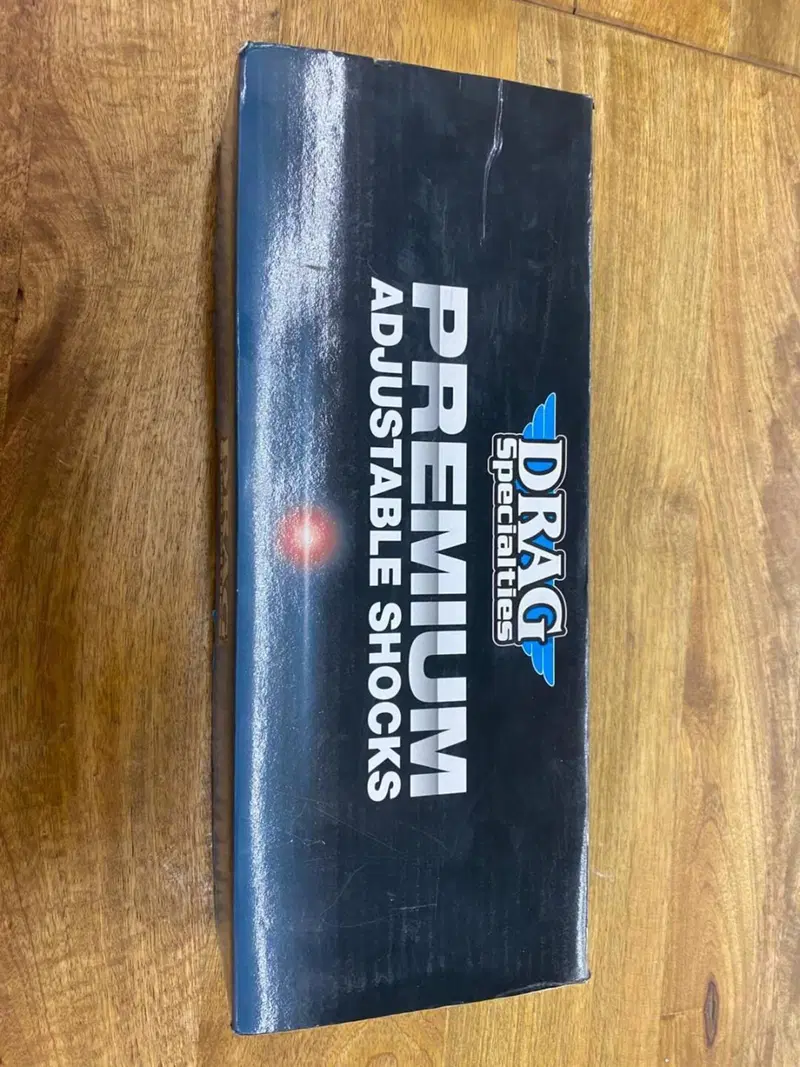 DRAG
Specialties
PREMIUM
ADJUSTABLE SHOCKS